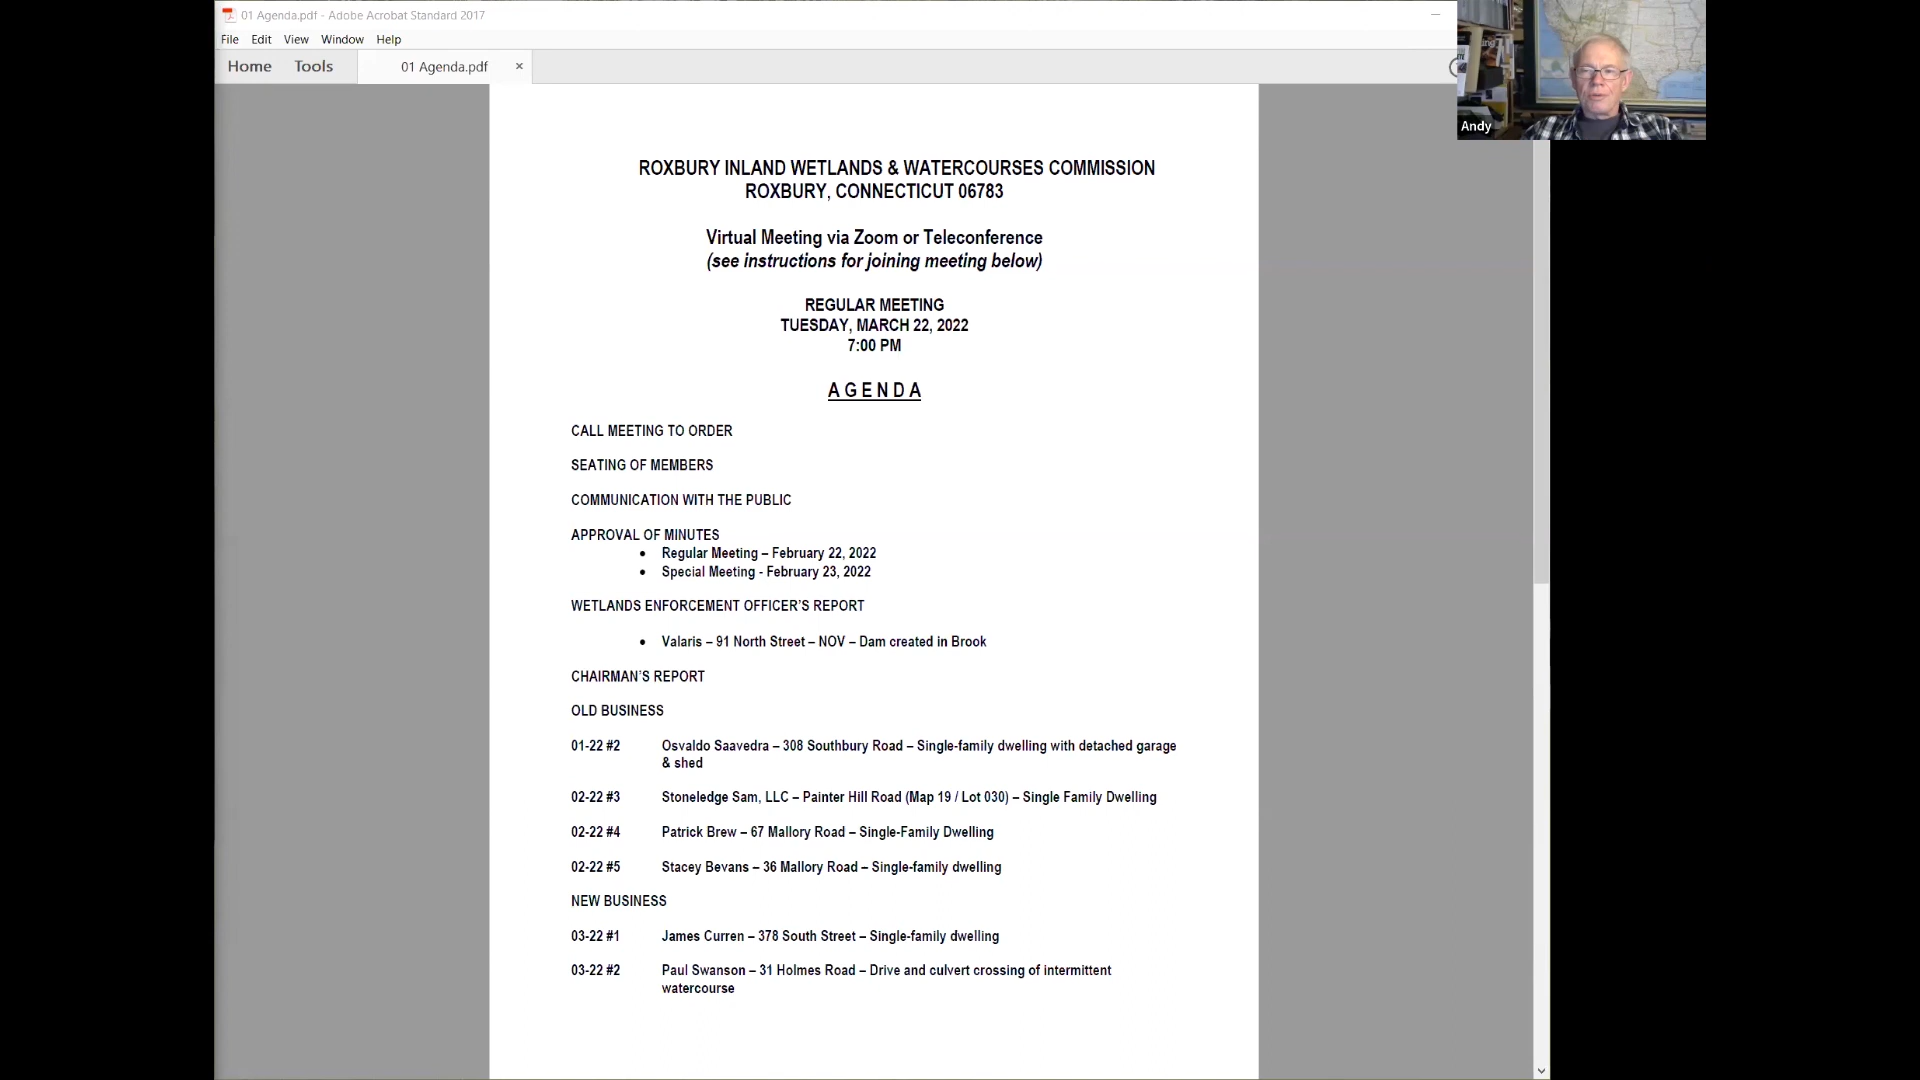 01 Agenda.pdf - Adobe Acrobat Standard 2017
File Edit View Window Help
Home Tools 01 Agenda.pdf ×
Andy
ROXBURY INLAND WETLANDS & WATERCOURSES COMMISSION
ROXBURY, CONNECTICUT 06783
Virtual Meeting via Zoom or Teleconference
(see instructions for joining meeting below)
REGULAR MEETING
TUESDAY, MARCH 22, 2022
7:00 PM
A G E N D A
CALL MEETING TO ORDER
SEATING OF MEMBERS
COMMUNICATION WITH THE PUBLIC
APPROVAL OF MINUTES
• Regular Meeting – February 22, 2022
• Special Meeting - February 23, 2022
WETLANDS ENFORCEMENT OFFICER'S REPORT
• Valaris – 91 North Street – NOV – Dam created in Brook
CHAIRMAN'S REPORT
OLD BUSINESS
01-22 #2 Osvaldo Saavedra – 308 Southbury Road – Single-family dwelling with detached garage
& shed
02-22 #3 Stoneledge Sam, LLC – Painter Hill Road (Map 19 / Lot 030) – Single Family Dwelling
02-22 #4 Patrick Brew – 67 Mallory Road – Single-Family Dwelling
02-22 #5 Stacey Bevans – 36 Mallory Road – Single-family dwelling
NEW BUSINESS
03-22 #1 James Curren – 378 South Street – Single-family dwelling
03-22 #2 Paul Swanson – 31 Holmes Road – Drive and culvert crossing of intermittent
watercourse